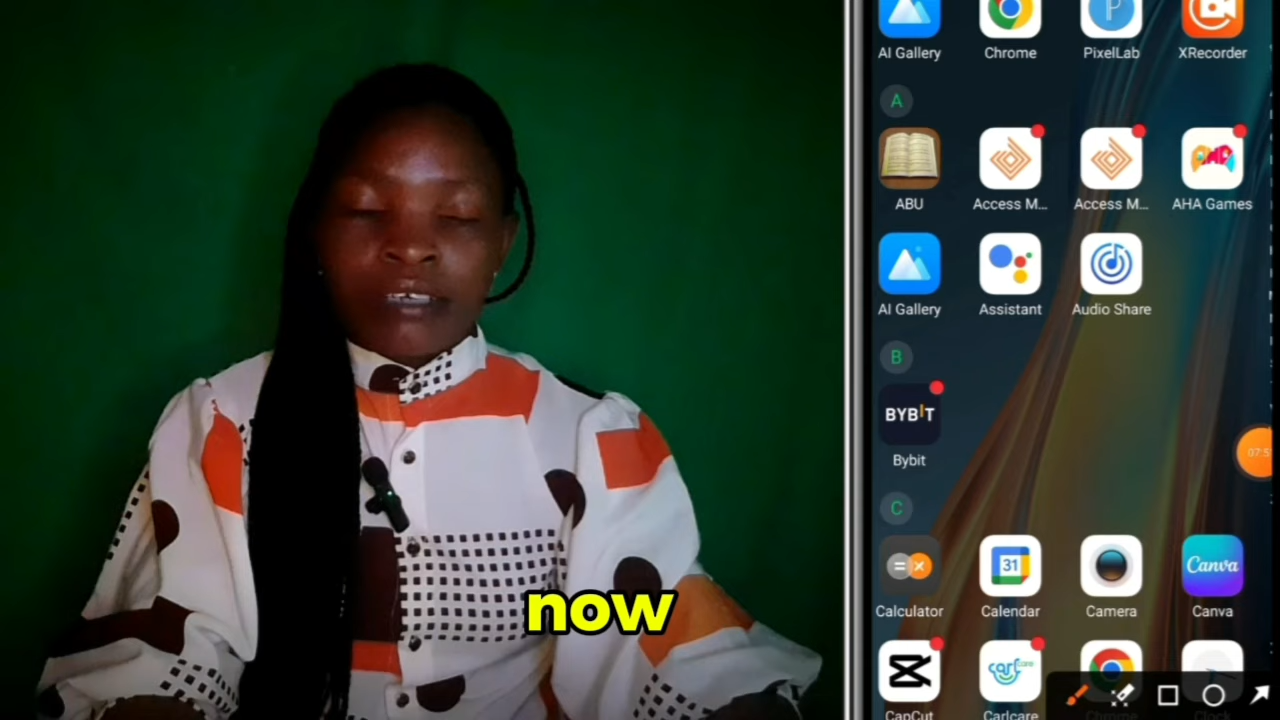 AI Gallery Chrome PixelLab XRecorder
A
ABU Access M... Access M... AHA Games
AI Gallery Assistant Audio Share
B
BYBIT
Bybit
C
31
Canva
Calculator Calendar Camera Canva
now
CapCut Carlcare